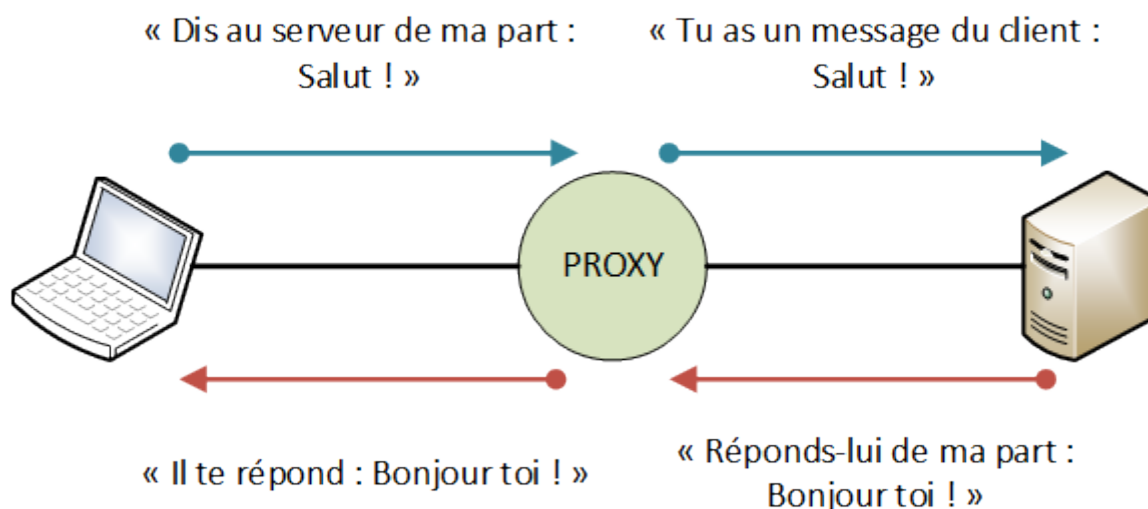 « Dis au serveur de ma part :
Salut ! »
« Tu as un message du client :
Salut ! »
PROXY
« Il te répond : Bonjour toi ! »
« Réponds-lui de ma part :
Bonjour toi ! »